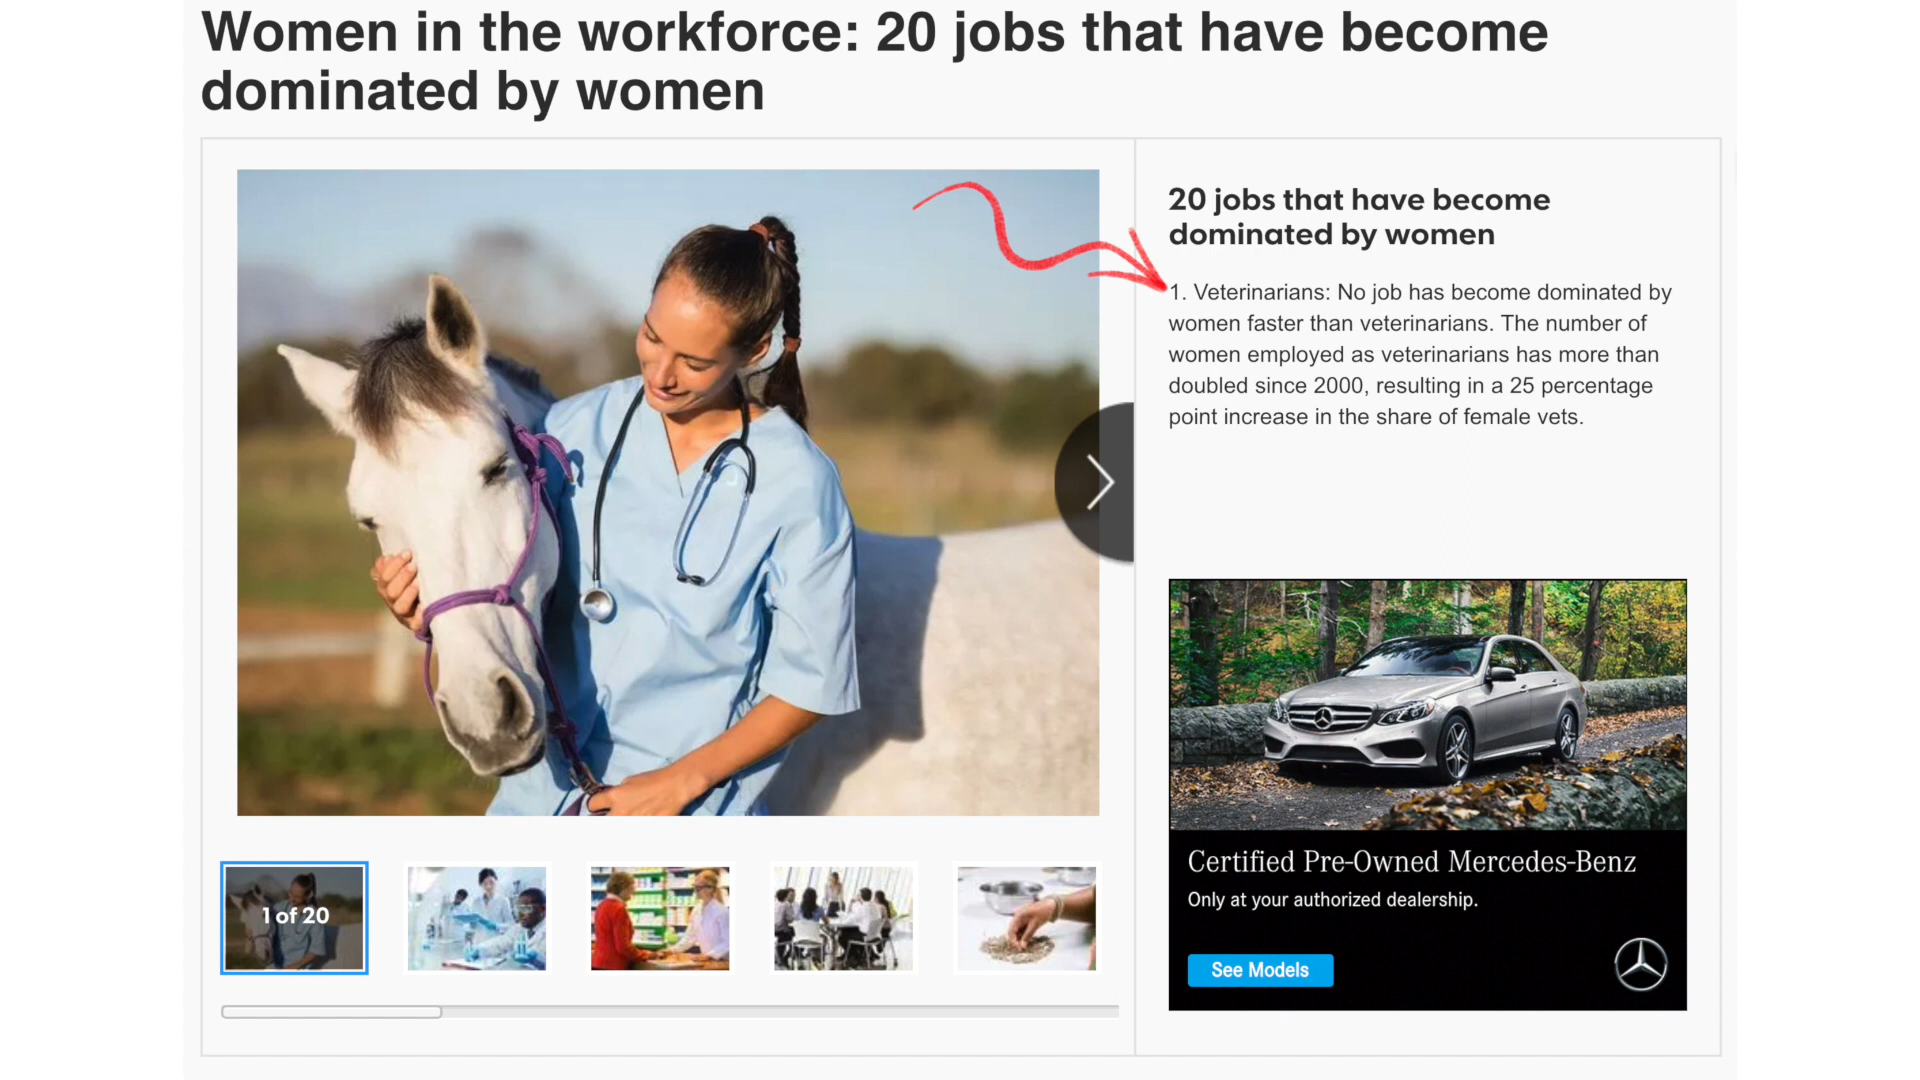 Women in the workforce: 20 jobs that have become
dominated by women
20 jobs that have become
dominated by women
1. Veterinarians: No job has become dominated by
women faster than veterinarians. The number of
women employed as veterinarians has more than
doubled since 2000, resulting in a 25 percentage
point increase in the share of female vets.
1 of 20
Certified Pre-Owned Mercedes-Benz
Only at your authorized dealership.
See Models